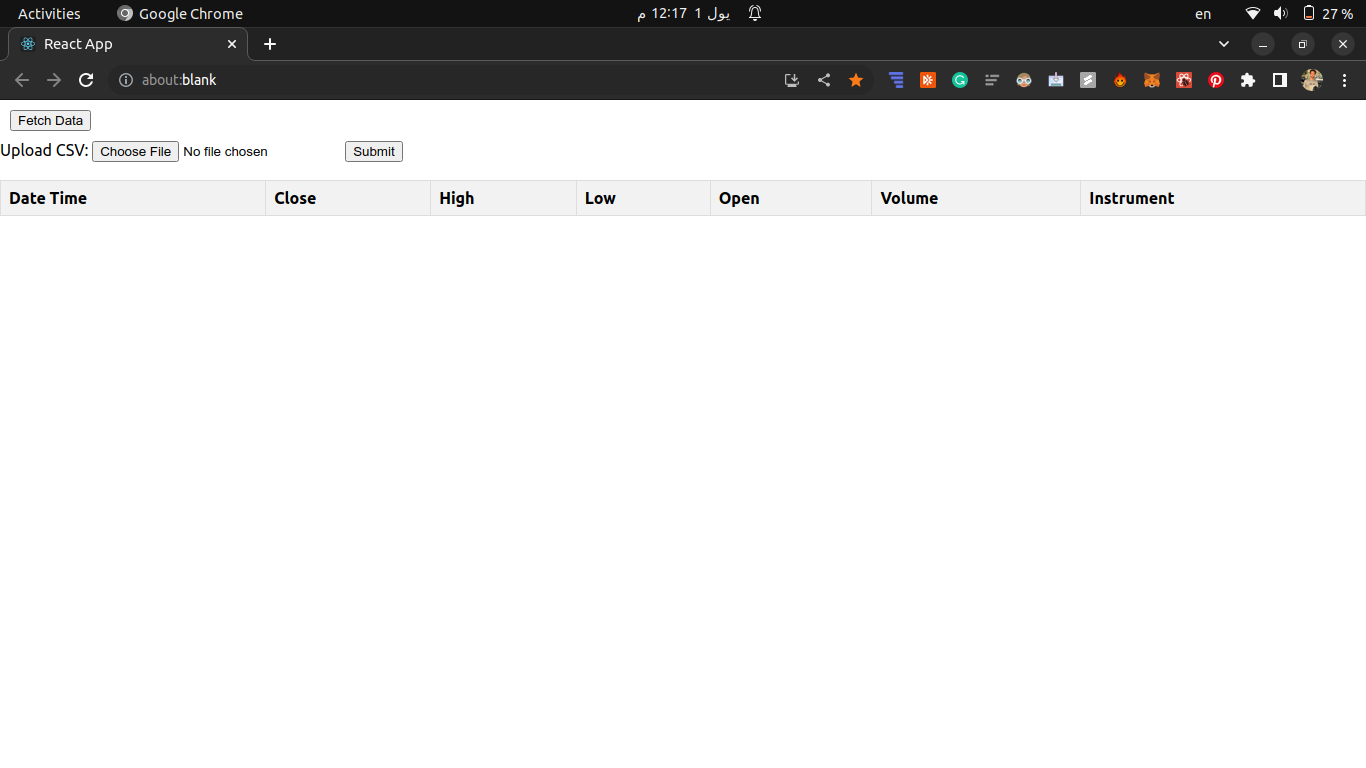 Activities Google Chrome يول 1 12:17 م en 27 %
React App
about:blank
Fetch Data
Upload CSV: Choose File No file chosen Submit
Date Time Close High Low Open Volume Instrument